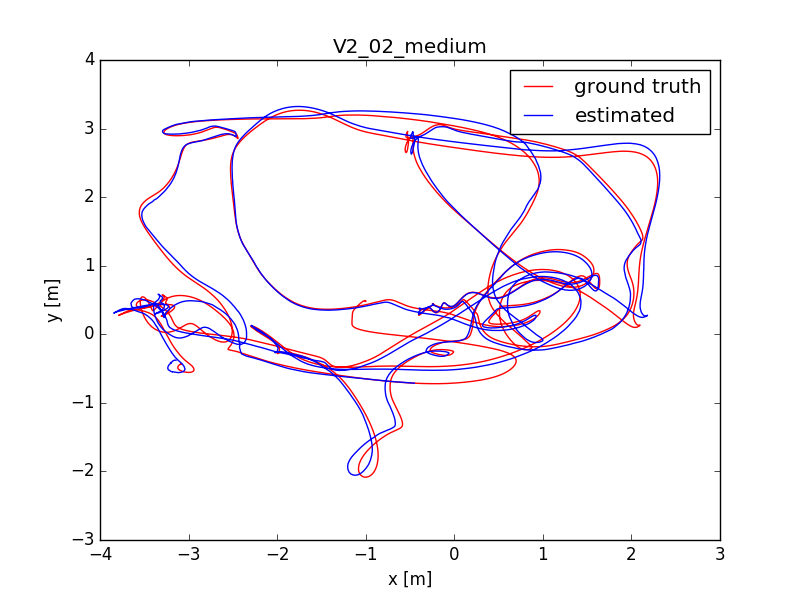 V2_02_medium
ground truth
estimated
4
3
2
1
0
−1
−2
−3
y [m]
−4 −3 −2 −1 0 1 2 3
x [m]